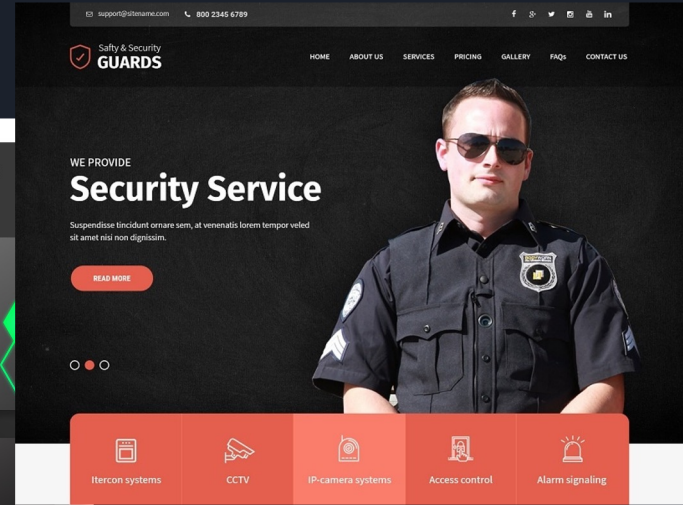 support@sitename.com 800 2345 6789
Safty & Security
GUARDS
HOME ABOUT US SERVICES PRICING GALLERY FAQs CONTACT US
WE PROVIDE
Security Service
Suspendisse tincidunt ornare sem, at venenatis lorem tempor veled
sit amet nisi non dignissim.
READ MORE
Itercon systems CCTV IP-camera systems Access control Alarm signaling